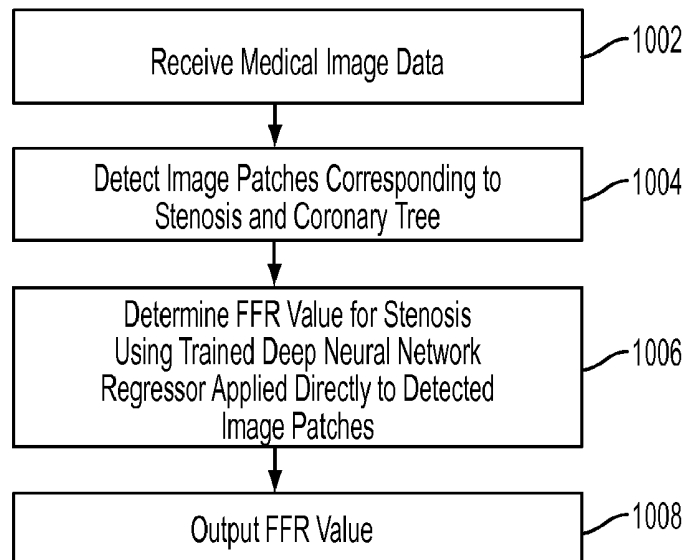 Receive Medical Image Data
1002
Detect Image Patches Corresponding to
Stenosis and Coronary Tree
1004
Determine FFR Value for Stenosis
Using Trained Deep Neural Network
Regressor Applied Directly to Detected
Image Patches
1006
Output FFR Value
1008